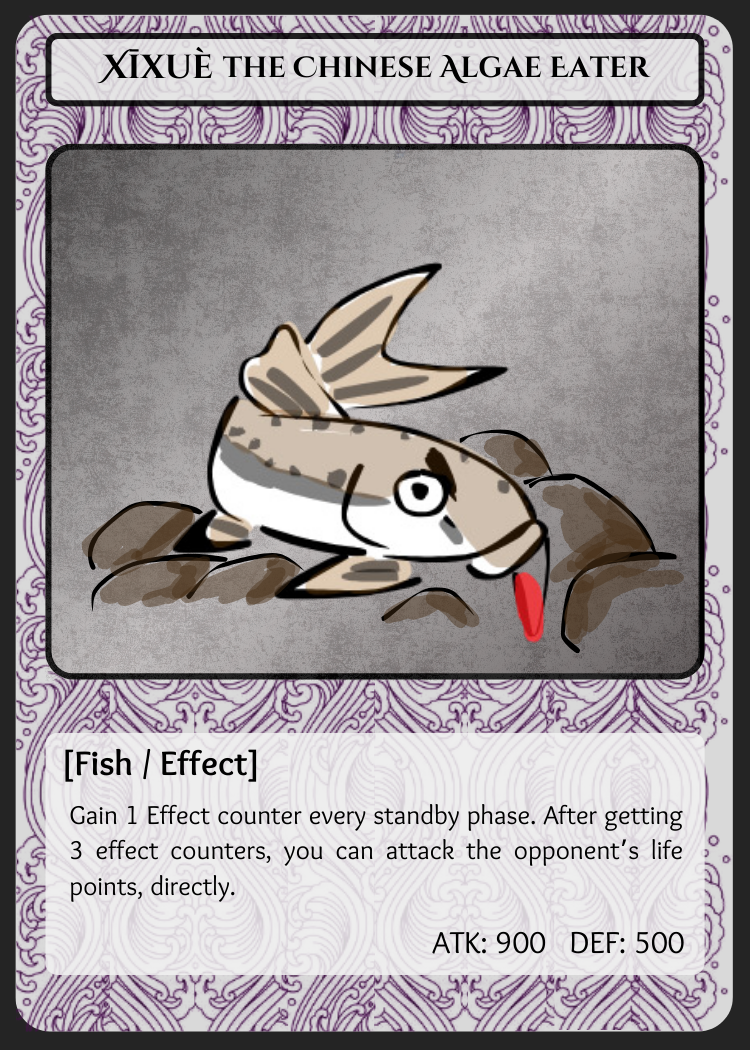 Xīxuè the Chinese Algae Eater
[Fish / Effect]
Gain 1 Effect counter every standby phase. After getting
3 effect counters, you can attack the opponent's life
points, directly.
ATK: 900 DEF: 500